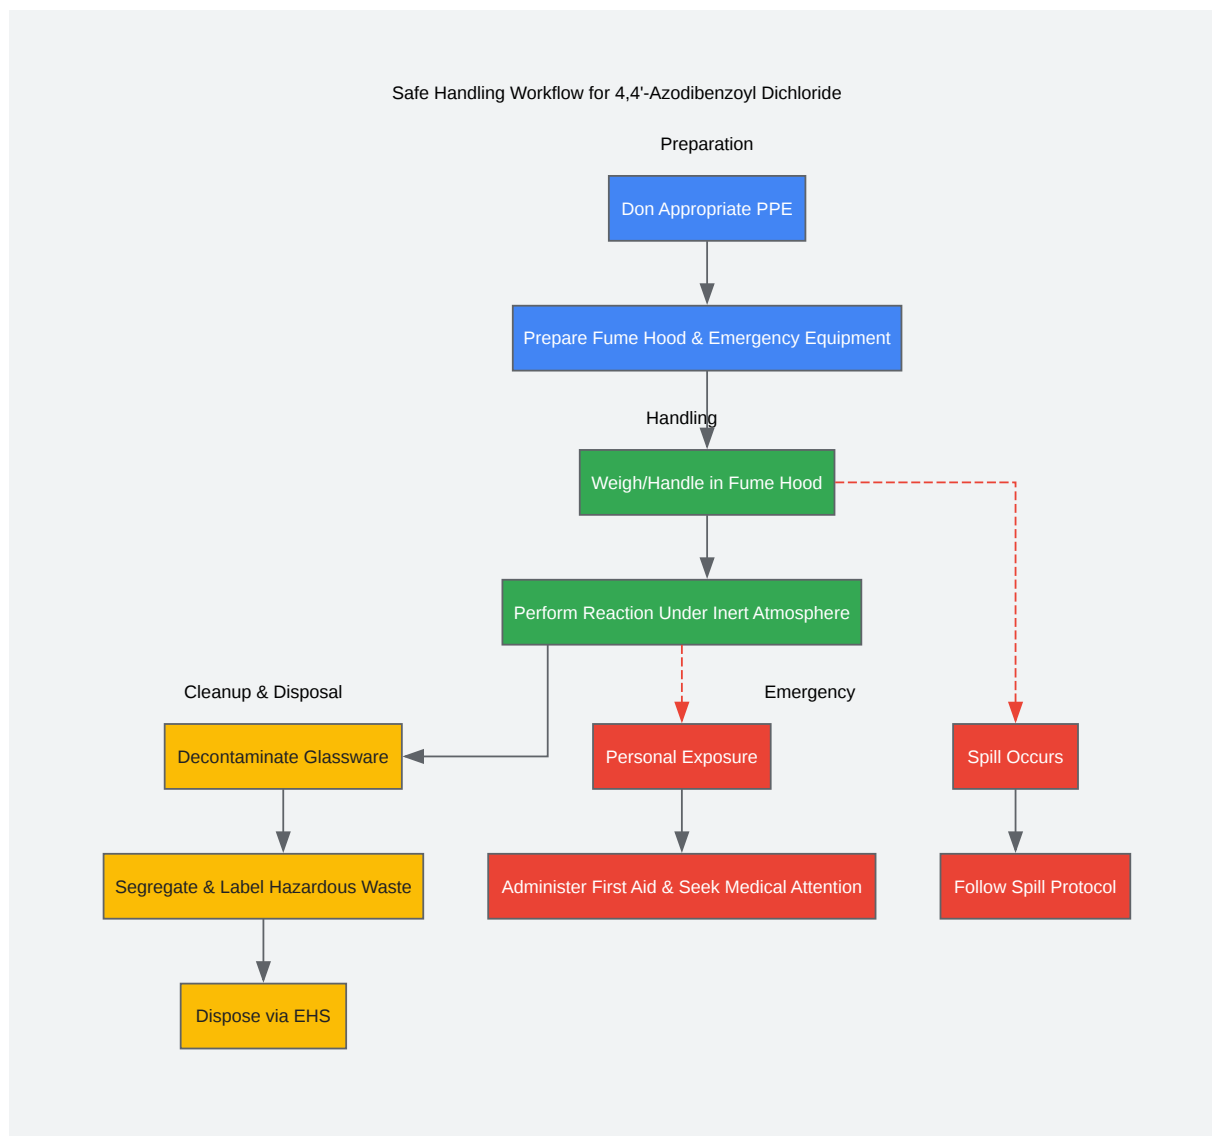 Safe Handling Workflow for 4,4'-Azodibenzoyl Dichloride
Preparation
Don Appropriate PPE
Prepare Fume Hood & Emergency Equipment
Handling
Weigh/Handle in Fume Hood
Perform Reaction Under Inert Atmosphere
Cleanup & Disposal
Emergency
Decontaminate Glassware
Personal Exposure
Spill Occurs
Segregate & Label Hazardous Waste
Administer First Aid & Seek Medical Attention
Follow Spill Protocol
Dispose via EHS